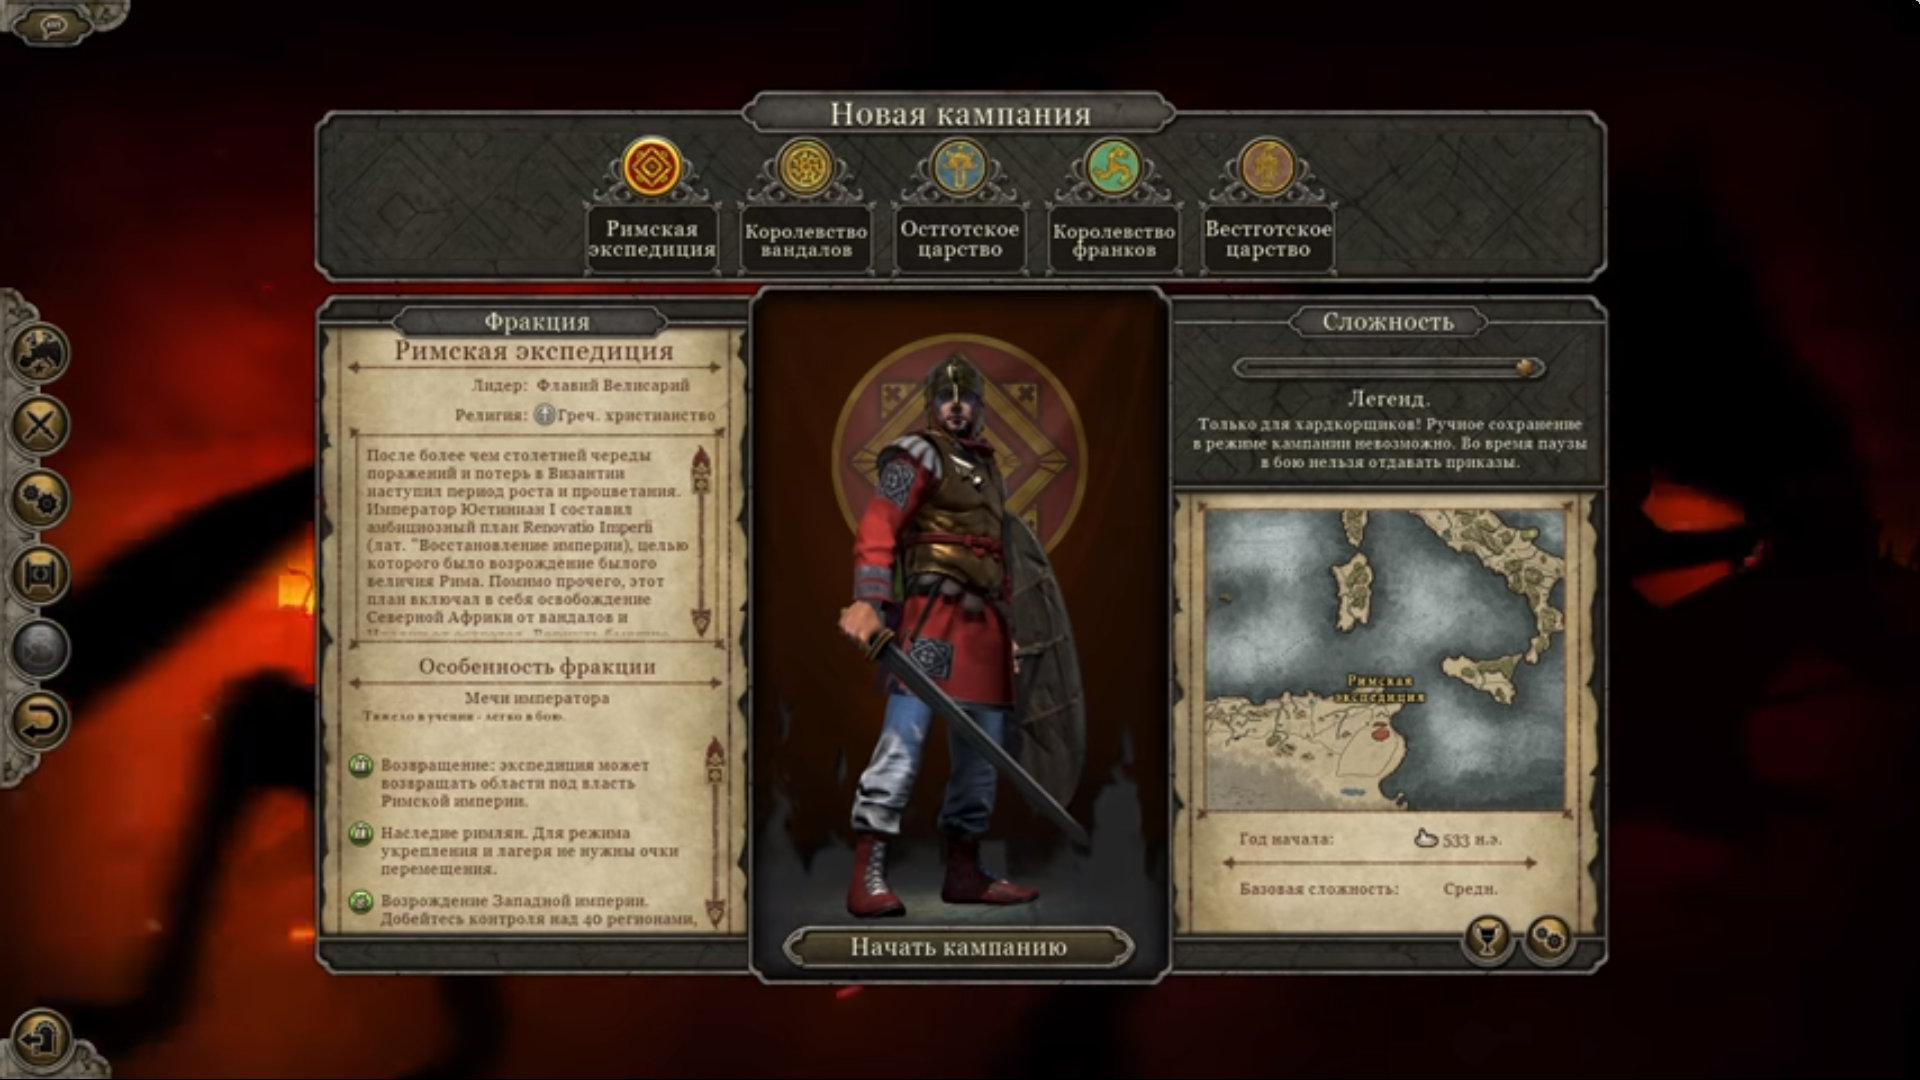 Новая кампания
Римская
экспедиция
Королевство
вандалов
Остготское
царство
Королевство
франков
Вестготское
царство
Фракция
Римская экспедиция
Лидер: Флавий Велисарий
Религия: Греч. христианство
После более чем столетней череды
поражений и потерь в Византии
наступил период роста и процветания.
Император Юстиниан I составил
амбициозный план Renovatio Imperii
(лат. "Восстановление империи), целью
которого было возрождение былого
величия Рима. Помимо прочего, этот
план включал в себя освобождение
Северной Африки от вандалов и
Особенность фракции
Мечи императора
Тяжело в учении - легко в бою.
Возвращение: экспедиция может
возвращать области под власть
Римской империи.
Наследие римлян. Для режима
укрепления и лагеря не нужны очки
перемещения.
Возрождение Западной империи.
Добейтесь контроля над 40 регионами,
Начать кампанию
Сложность
Легенд.
Только для хардкорщиков! Ручное сохранение
в режиме кампании невозможно. Во время паузы
в бою нельзя отдавать приказы.
Римская
экспедиция
Год начала: 533 н.э.
Базовая сложность: Средн.